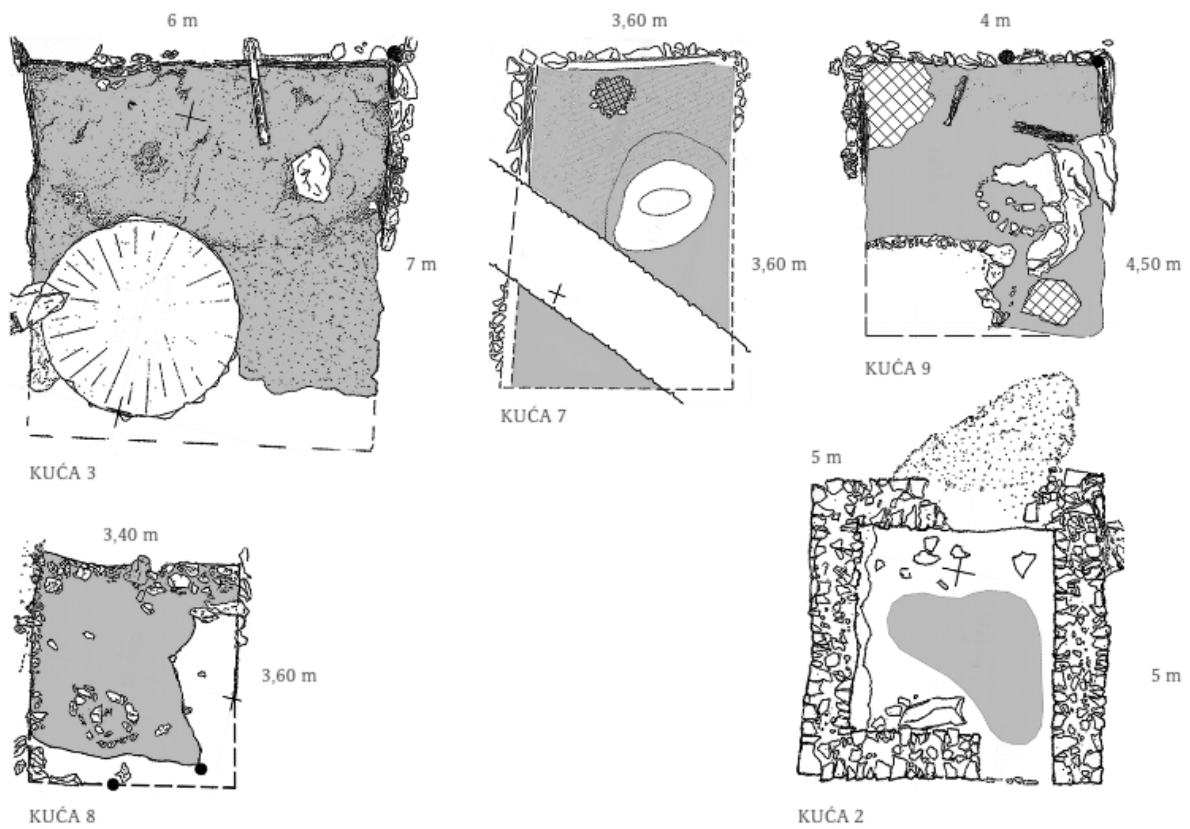 6 m
3,60 m
4 m
7 m
3,60 m
4,50 m
KUĆA 9
KUĆA 7
5 m
KUĆA 3
3,40 m
3,60 m
5 m
KUĆA 8
KUĆA 2